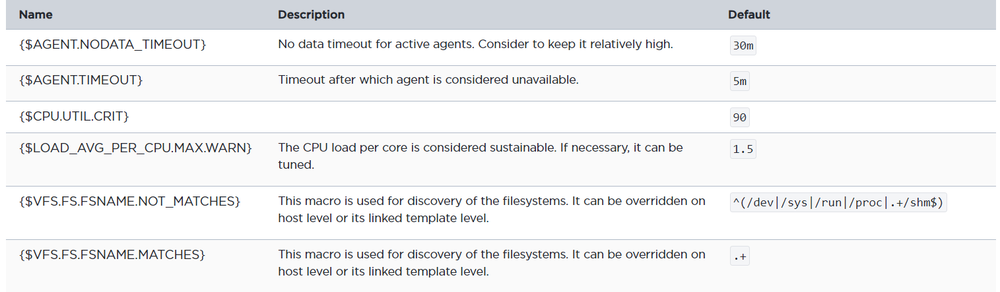 Name Description Default
{$AGENT.NODATA_TIMEOUT} No data timeout for active agents. Consider to keep it relatively high. 30m
{$AGENT.TIMEOUT} Timeout after which agent is considered unavailable. 5m
{$CPU.UTIL.CRIT} 90
{$LOAD_AVG_PER_CPU.MAX.WARN} The CPU load per core is considered sustainable. If necessary, it can be 1.5
tuned.
{$VFS.FS.FSNAME.NOT_MATCHES} This macro is used for discovery of the filesystems. It can be overridden on ^(/dev|/sys|/run|/proc|.+/shm$)
host level or its linked template level.
{$VFS.FS.FSNAME.MATCHES} This macro is used for discovery of the filesystems. It can be overridden on .+
host level or its linked template level.